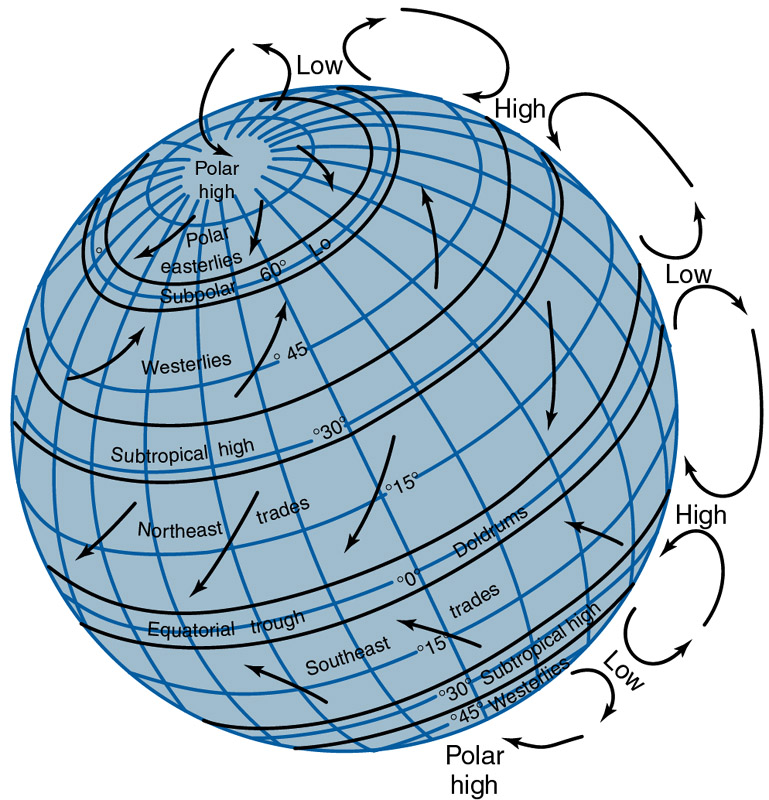 Low
High
Polar
high
Polar
easterlies
°
Subpolar 60° Lo
Low
Westerlies
° 45
Subtropical high °30°
°15°
Northeast trades
High
Doldrums
°0°
Equatorial trough
trades
Southeast °15°
Subtropical high
°30°
Low
°45° Westerlies
Polar
high